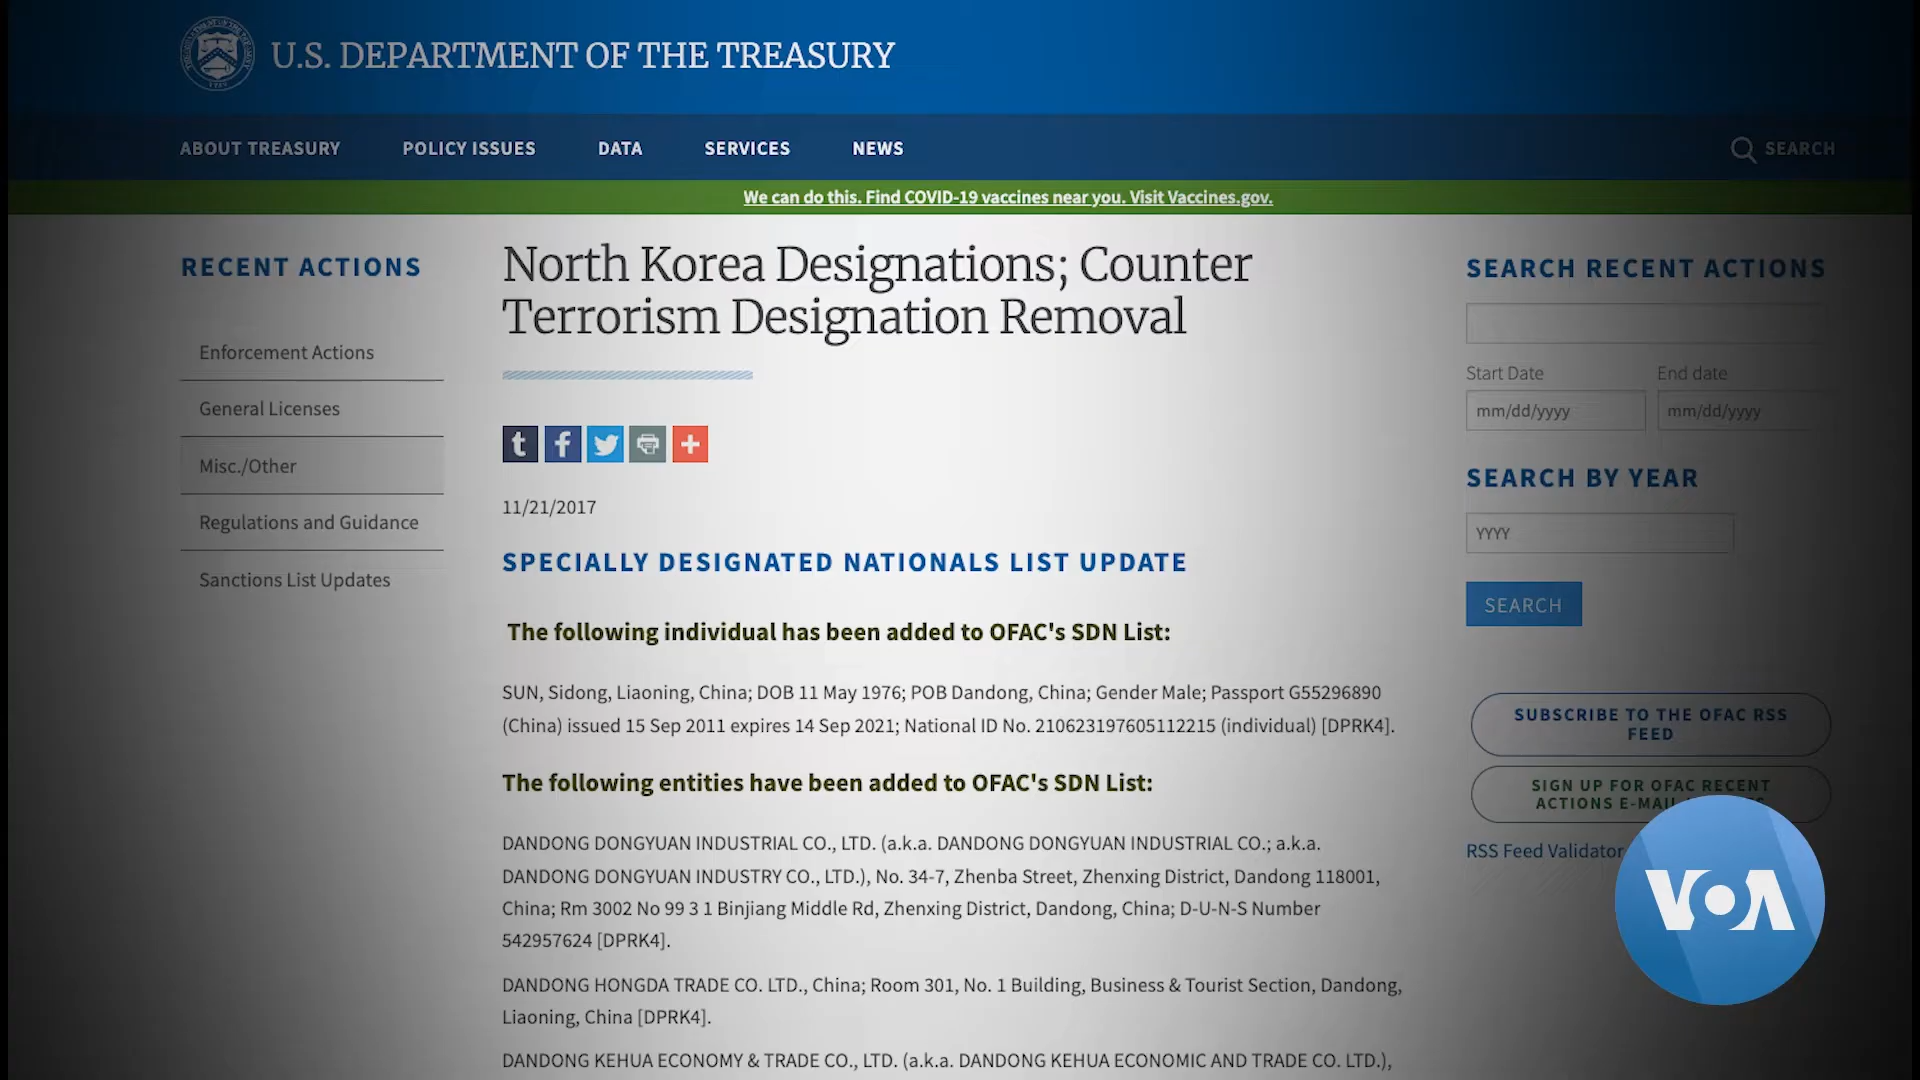 U.S. DEPARTMENT OF THE TREASURY
ABOUT TREASURY
POLICY ISSUES
DATA
SERVICES
NEWS
SEARCH
We can do this. Find COVID-19 vaccines near you. Visit Vaccines.gov.
RECENT ACTIONS
Enforcement Actions
General Licenses
Misc./Other
Regulations and Guidance
Sanctions List Updates
North Korea Designations; Counter
Terrorism Designation Removal
11/21/2017
SPECIALLY DESIGNATED NATIONALS LIST UPDATE
The following individual has been added to OFAC's SDN List:
SUN, Sidong, Liaoning, China; DOB 11 May 1976; POB Dandong, China; Gender Male; Passport G55296890
(China) issued 15 Sep 2011 expires 14 Sep 2021; National ID No. 210623197605112215 (individual) [DPRK4].
The following entities have been added to OFAC's SDN List:
DANDONG DONGYUAN INDUSTRIAL CO., LTD. (a.k.a. DANDONG DONGYUAN INDUSTRIAL CO.; a.k.a.
DANDONG DONGYUAN INDUSTRY CO., LTD.), No. 34-7, Zhenba Street, Zhenxing District, Dandong 118001,
China; Rm 3002 No 99 3 1 Binjiang Middle Rd, Zhenxing District, Dandong, China; D-U-N-S Number
542957624 [DPRK4].
DANDONG HONGDA TRADE CO. LTD., China; Room 301, No. 1 Building, Business & Tourist Section, Dandong,
Liaoning, China [DPRK4].
DANDONG KEHUA ECONOMY & TRADE CO., LTD. (a.k.a. DANDONG KEHUA ECONOMIC AND TRADE CO. LTD.),
SEARCH RECENT ACTIONS
Start Date
End date
mm/dd/yyyy
mm/dd/yyyy
SEARCH BY YEAR
YYYY
SEARCH
SUBSCRIBE TO THE OFAC RSS
FEED
SIGN UP FOR OFAC RECENT
ACTIONS E-MAIL
RSS Feed Validator
VOA